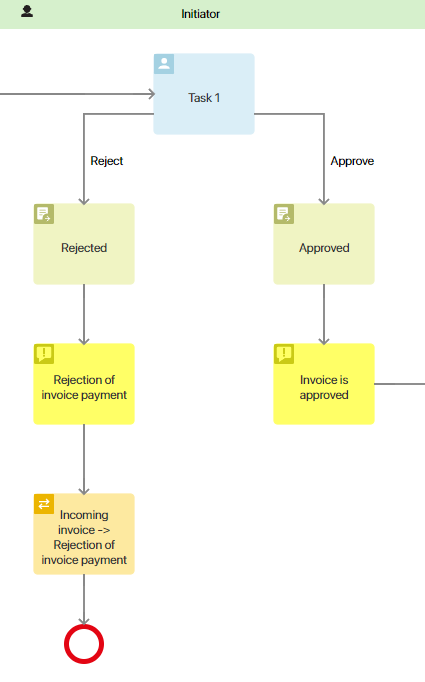 Initiator
Task 1
Reject
Approve
Rejected
Approved
Rejection of
invoice payment
Invoice is
approved
Incoming
invoice ->
Rejection of
invoice payment